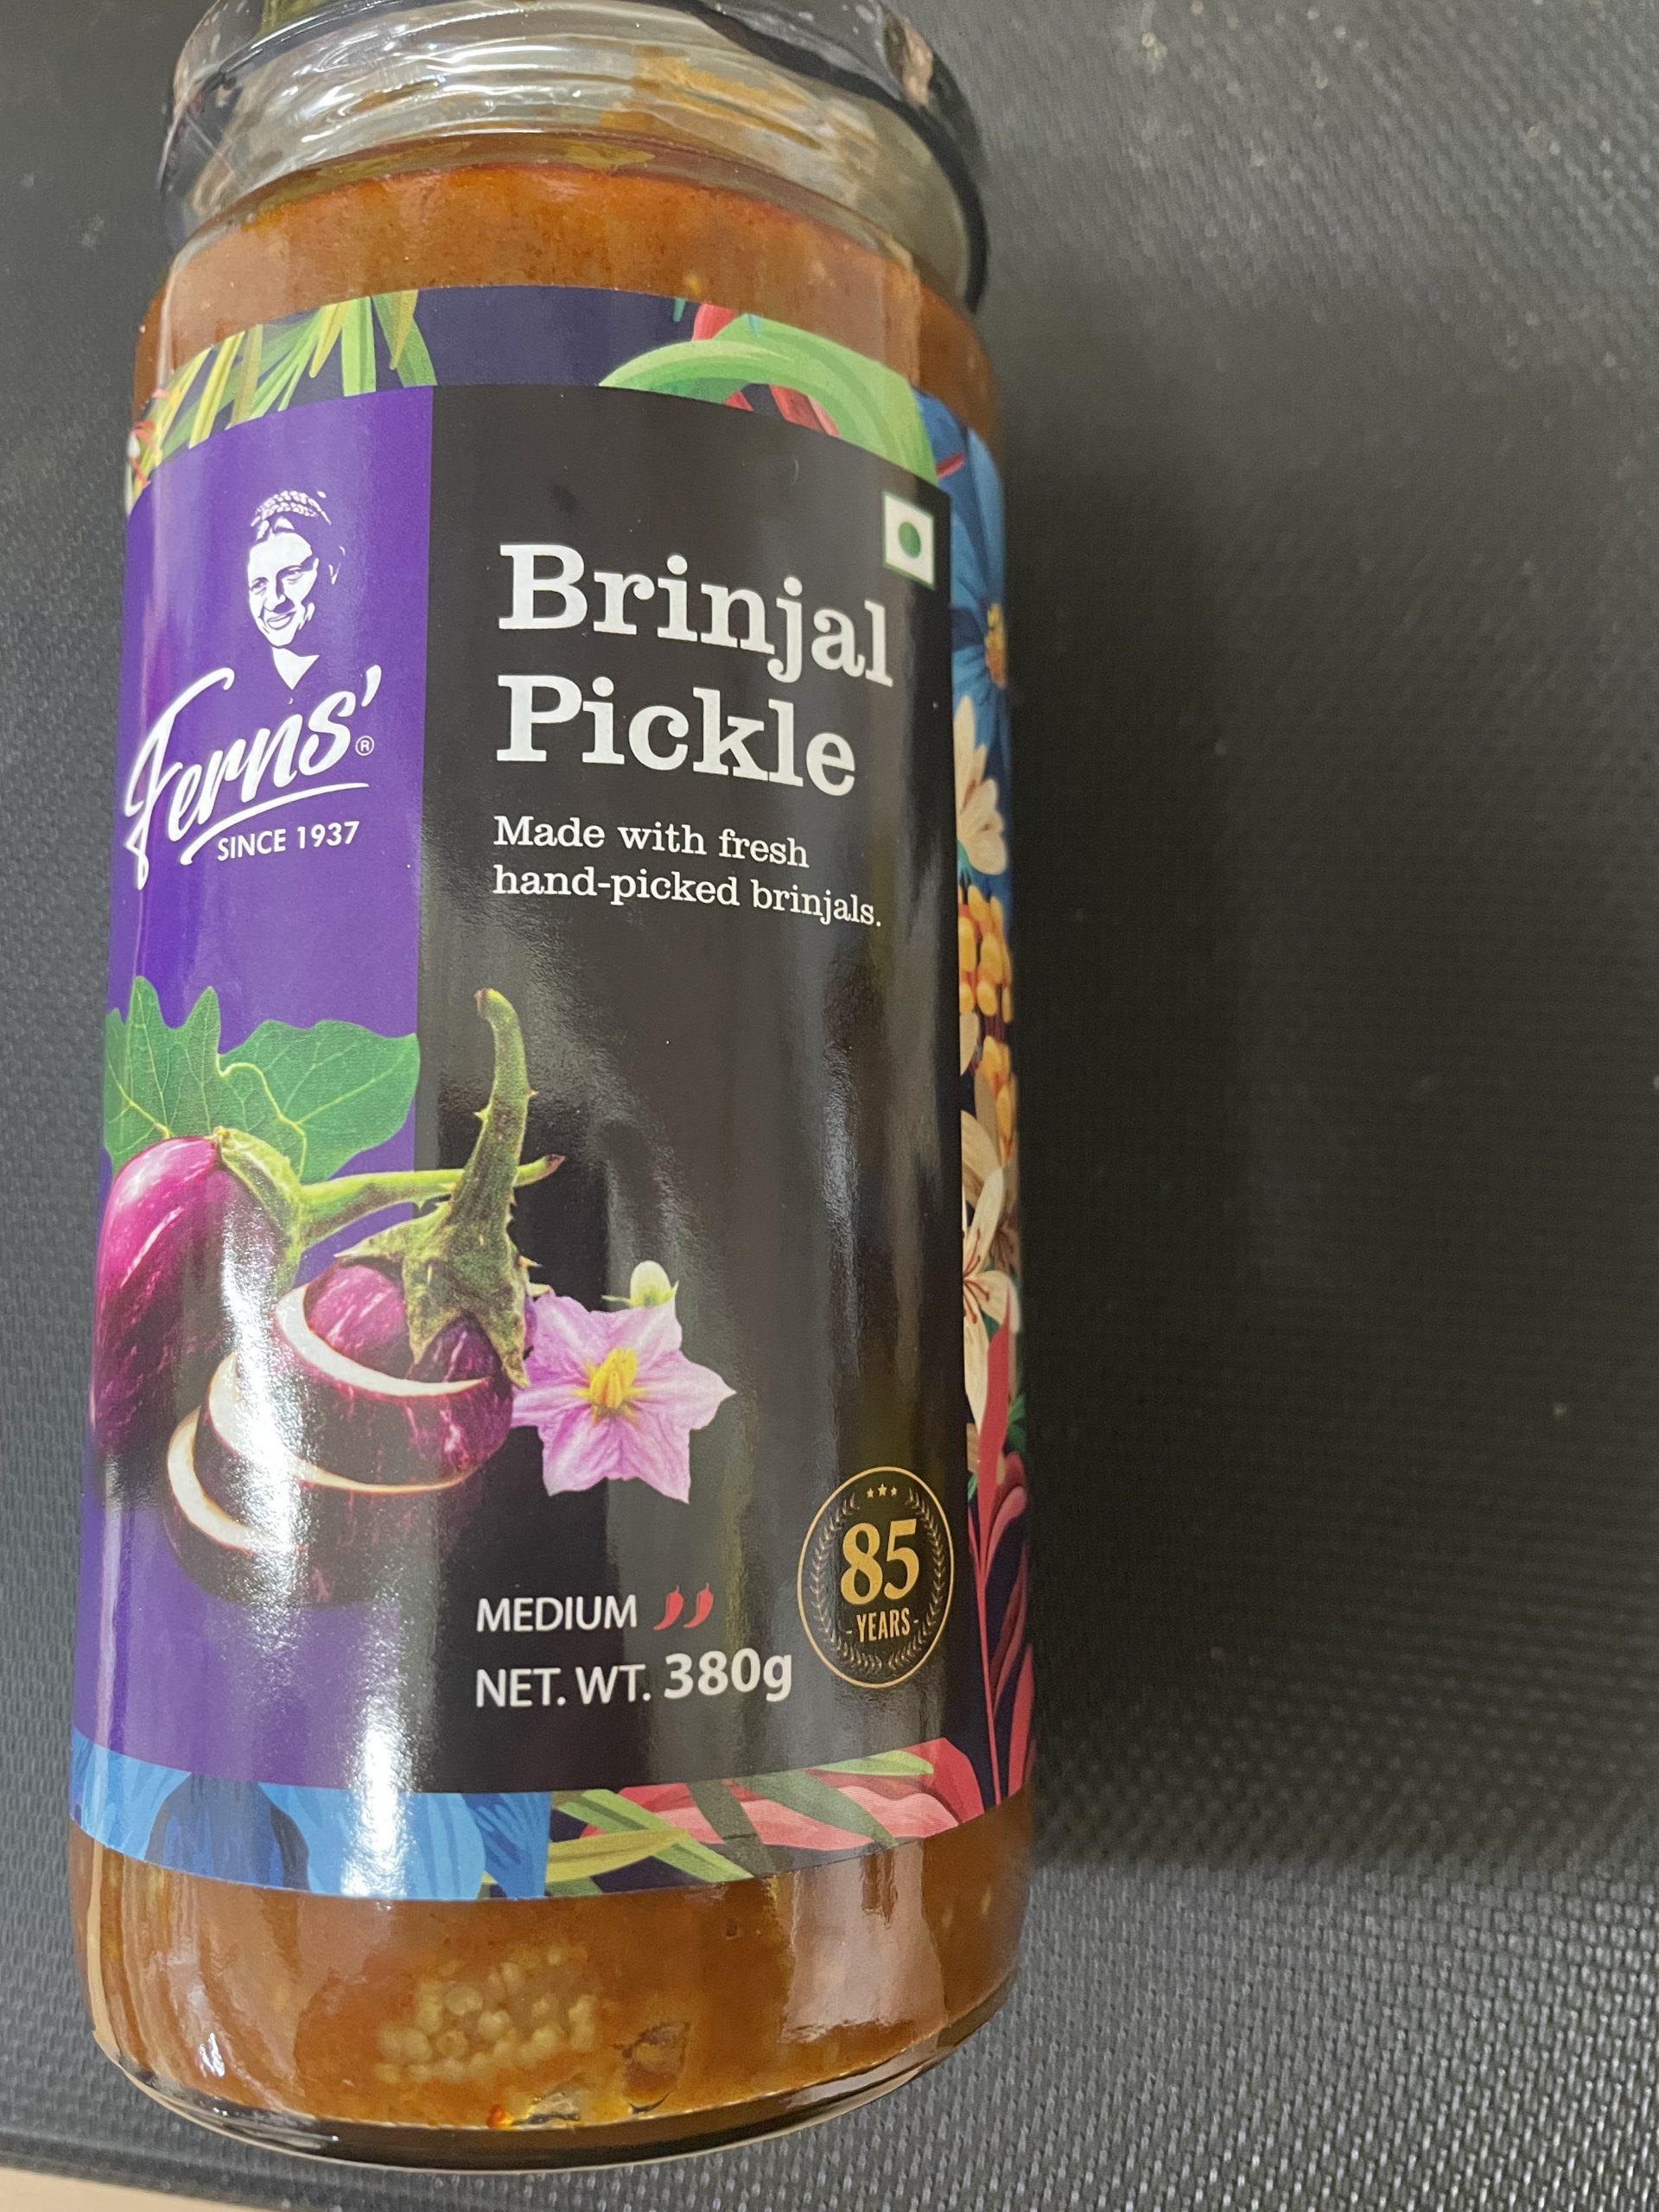 Ferns'®
SINCE 1937
Brinjal
Pickle
Made with fresh
hand-picked brinjals.
MEDIUM
NET. WT. 380g
85
YEARS